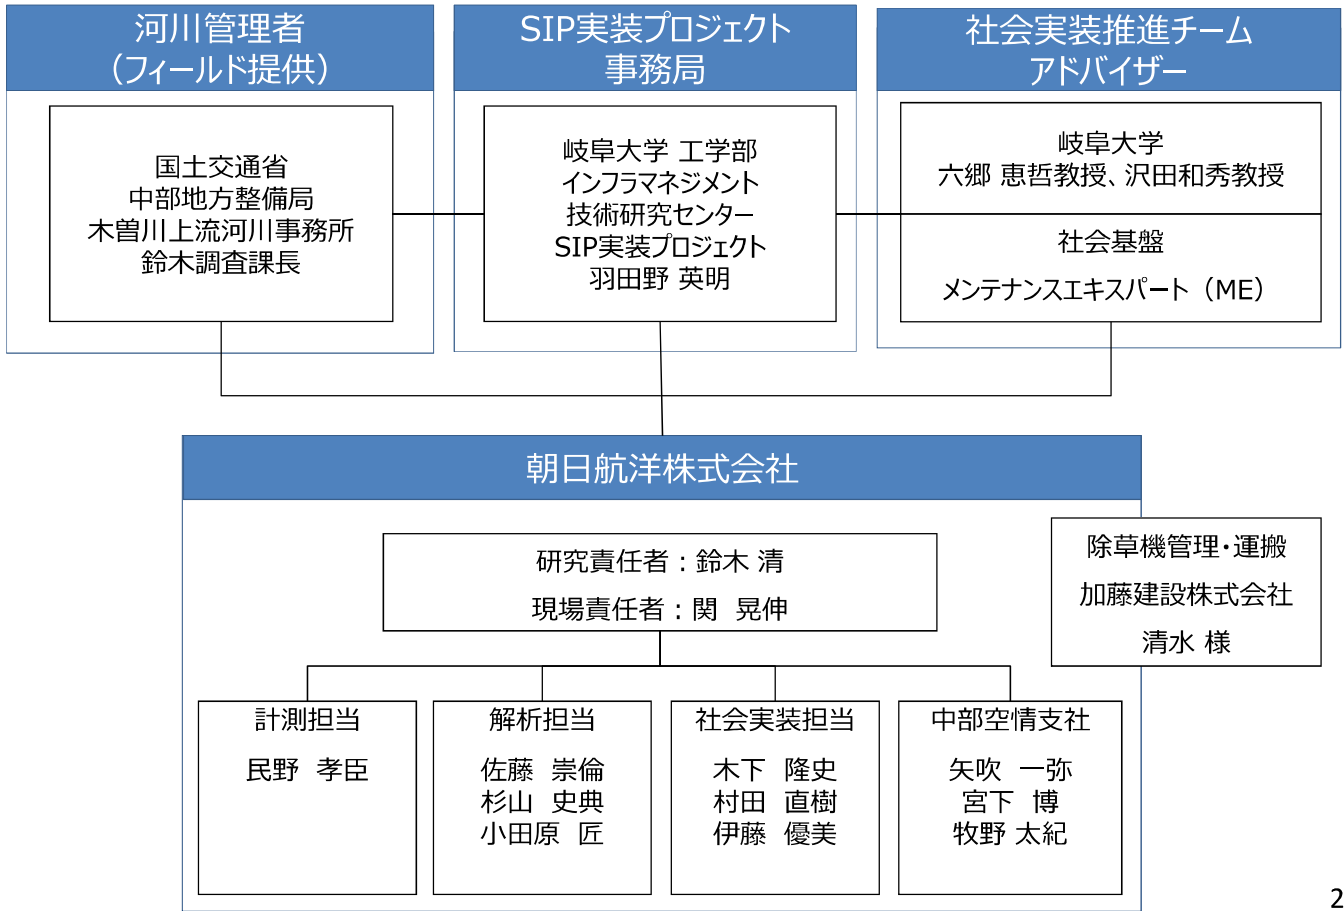 河川管理者
（フィールド提供）
国土交通省
中部地方整備局
木曽川上流河川事務所
鈴木調査課長
SIP実装プロジェクト
事務局
岐阜大学 工学部
インフラマネジメント
技術研究センター
SIP実装プロジェクト
羽田野 英明
社会実装推進チーム
アドバイザー
岐阜大学
六郷 恵哲教授、沢田和秀教授
社会基盤
メンテナンスエキスパート（ME）
朝日航洋株式会社
研究責任者：鈴木 清
現場責任者：関 晃伸
除草機管理・運搬
加藤建設株式会社
清水 様
計測担当
民野 孝臣
解析担当
佐藤 崇倫
杉山 史典
小田原 匠
社会実装担当
木下 隆史
村田 直樹
伊藤 優美
中部空情支社
矢吹 一弥
宮下 博
牧野 太紀
2